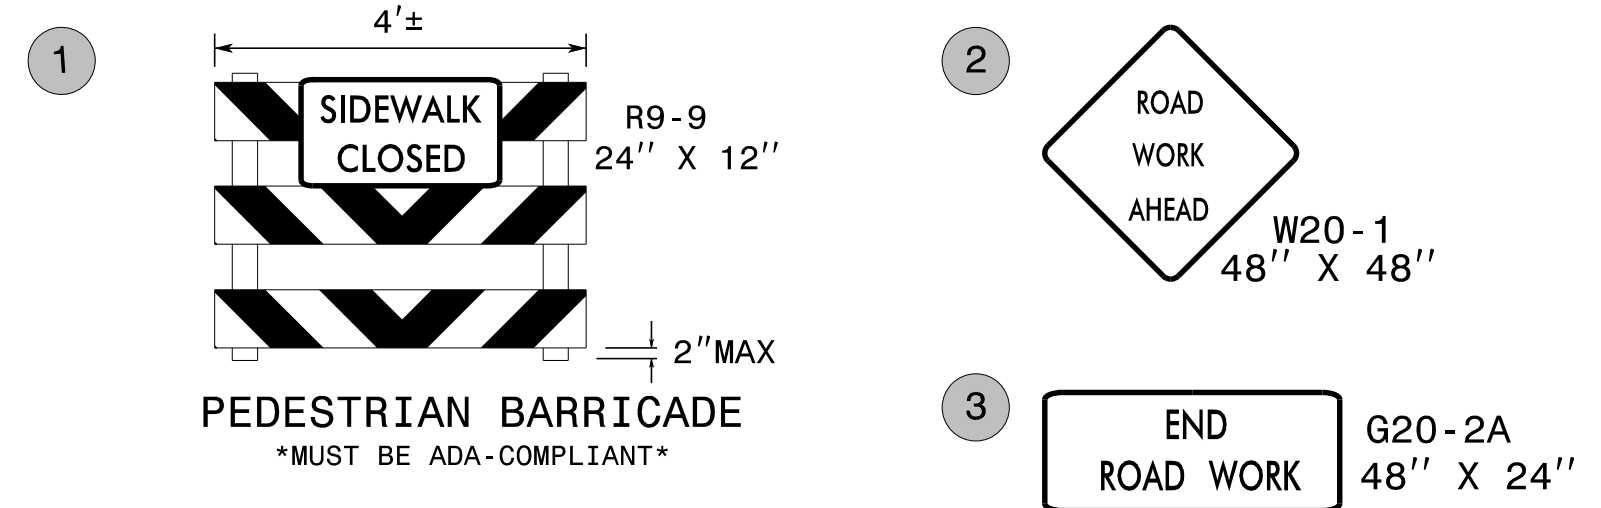 1
4'±
SIDEWALK
CLOSED
R9-9
24" X 12"
2"MAX
PEDESTRIAN BARRICADE
*MUST BE ADA-COMPLIANT*
2
ROAD
WORK
AHEAD
W20-1
48" X 48"
3
END
ROAD WORK
G20-2A
48" X 24"